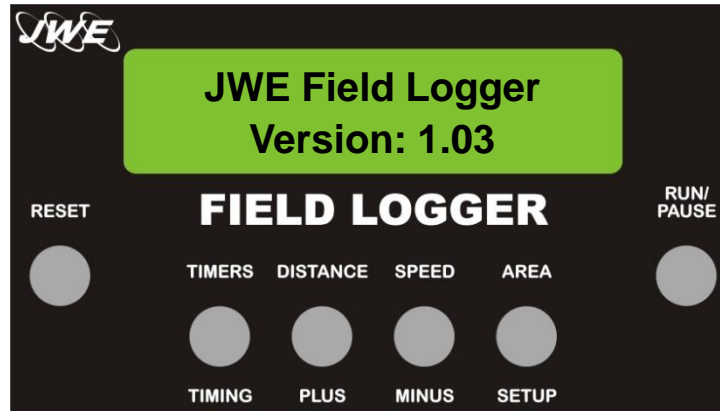 JWE
JWE Field Logger
Version: 1.03
RESET
FIELD LOGGER
RUN/
PAUSE
TIMERS DISTANCE SPEED AREA
TIMING PLUS MINUS SETUP